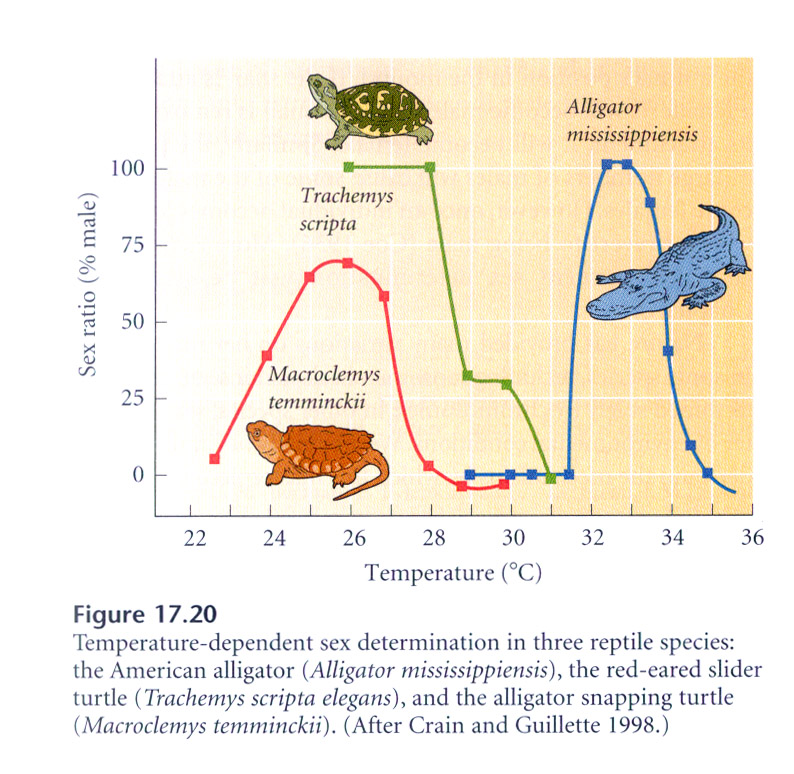 Alligator
mississippiensis
100
Trachemys
scripta
75
50
Macroclemys
temminckii
25
0
Sex ratio (% male)
22 24 26 28 30 32 34 36
Temperature (°C)
Figure 17.20
Temperature-dependent sex determination in three reptile species:
the American alligator (Alligator mississippiensis), the red-eared slider
turtle (Trachemys scripta elegans), and the alligator snapping turtle
(Macroclemys temminckii). (After Crain and Guillette 1998.)